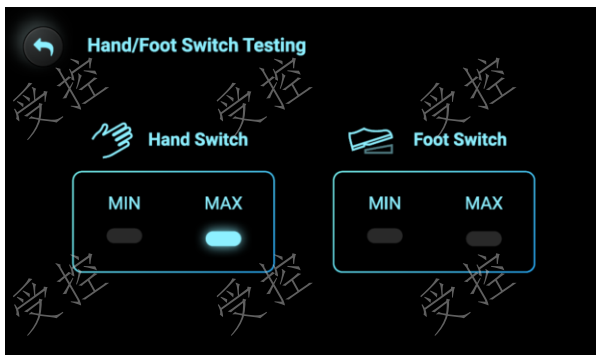 Hand/Foot Switch Testing
受控 受控 受控
Hand Switch
Foot Switch
MIN MAX
MIN MAX
受控 受控 受控